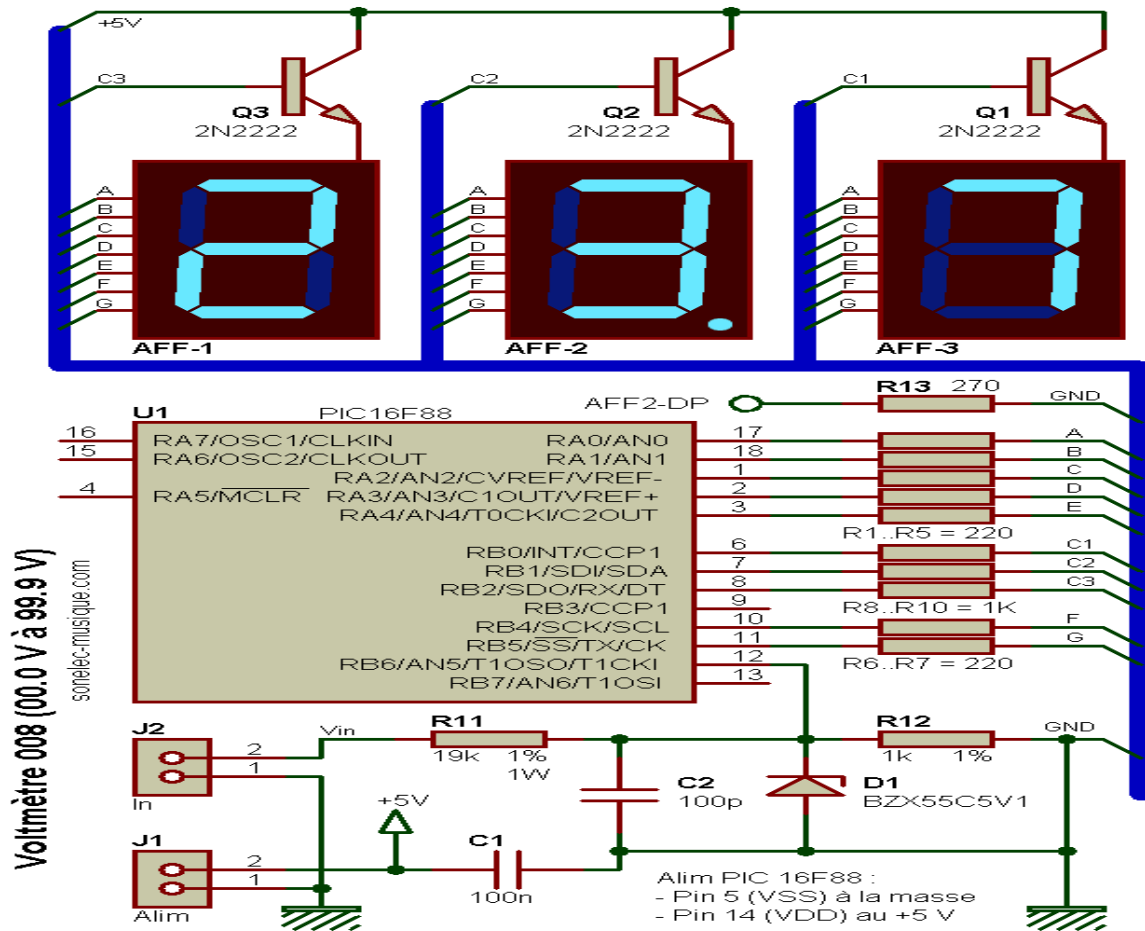 +5V
C3
Q3
2N2222
C2
Q2
2N2222
C1
Q1
2N2222
A
B
C
D
E
F
G
AFF-1
A
B
C
D
E
F
G
AFF-2
A
B
C
D
E
F
G
AFF-3
U1
PIC16F88
AFF2-DP
R13 270
GND
16 RA7/OSC1/CLKIN
15 RA6/OSC2/CLKOUT
4 RA5/MCLR
RA0/AN0 17 A
RA1/AN1 18 B
RA2/AN2/CVREF/VREF- 1 C
RA3/AN3/C1OUT/VREF+ 2 D
RA4/AN4/T0CKI/C2OUT 3 E
R1..R5 = 220
RB0/INT/CCP1 6 C1
RB1/SDI/SDA 7 C2
RB2/SDO/RX/DT 8 C3
RB3/CCP1 9
R8..R10 = 1K
RB4/SCK/SCL 10 F
RB5/SS/TX/CK 11 G
RB6/AN5/T1OSO/T1CKI 12
R6..R7 = 220
RB7/AN6/T1OSI 13
Voltmètre 008 (00.0 V à 99.9 V)
sonelec-musique.com
J2
2
1
In
Vin
R11
19k 1%
1W
R12
1k 1%
GND
C2
100p
D1
BZX55C5V1
+5V
J1
2
1
Alim
C1
100n
Alim PIC 16F88 :
- Pin 5 (VSS) à la masse
- Pin 14 (VDD) au +5 V